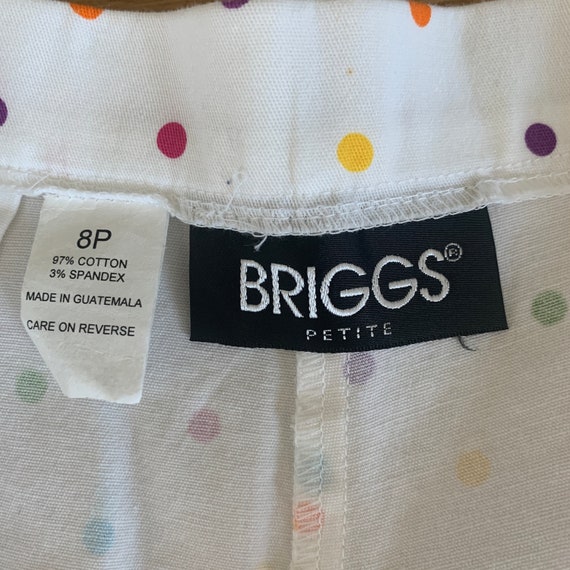 8P
97% COTTON
3% SPANDEX
MADE IN GUATEMALA
CARE ON REVERSE
BRIGGS®
PETITE